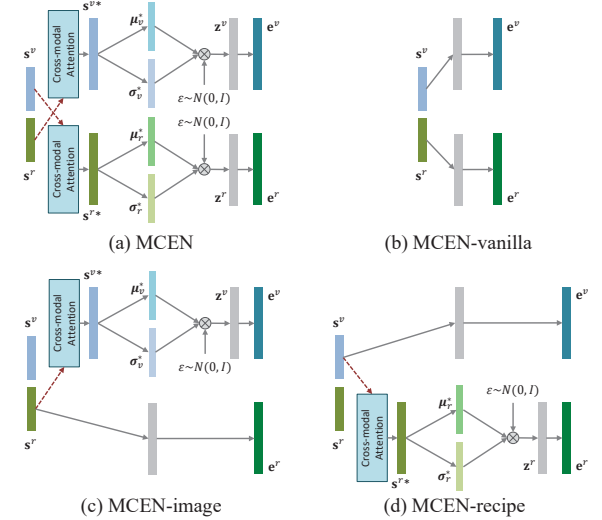 s^{v*}
μ_v^*
Cross-modal Attention
z^v
e^v
s^v
σ_v^*
ε~N(0, I)
ε~N(0, I)
μ_r^*
Cross-modal Attention
s^r
σ_r^*
s^{r*}
z^r
e^r
(a) MCEN
e^v
s^v
s^r
e^r
(b) MCEN-vanilla
s^{v*}
μ_v^*
Cross-modal Attention
z^v
e^v
s^v
σ_v^*
ε~N(0, I)
s^r
e^r
(c) MCEN-image
e^v
s^v
μ_r^*
ε~N(0, I)
Cross-modal Attention
s^r
σ_r^*
s^{r*}
z^r
e^r
(d) MCEN-recipe